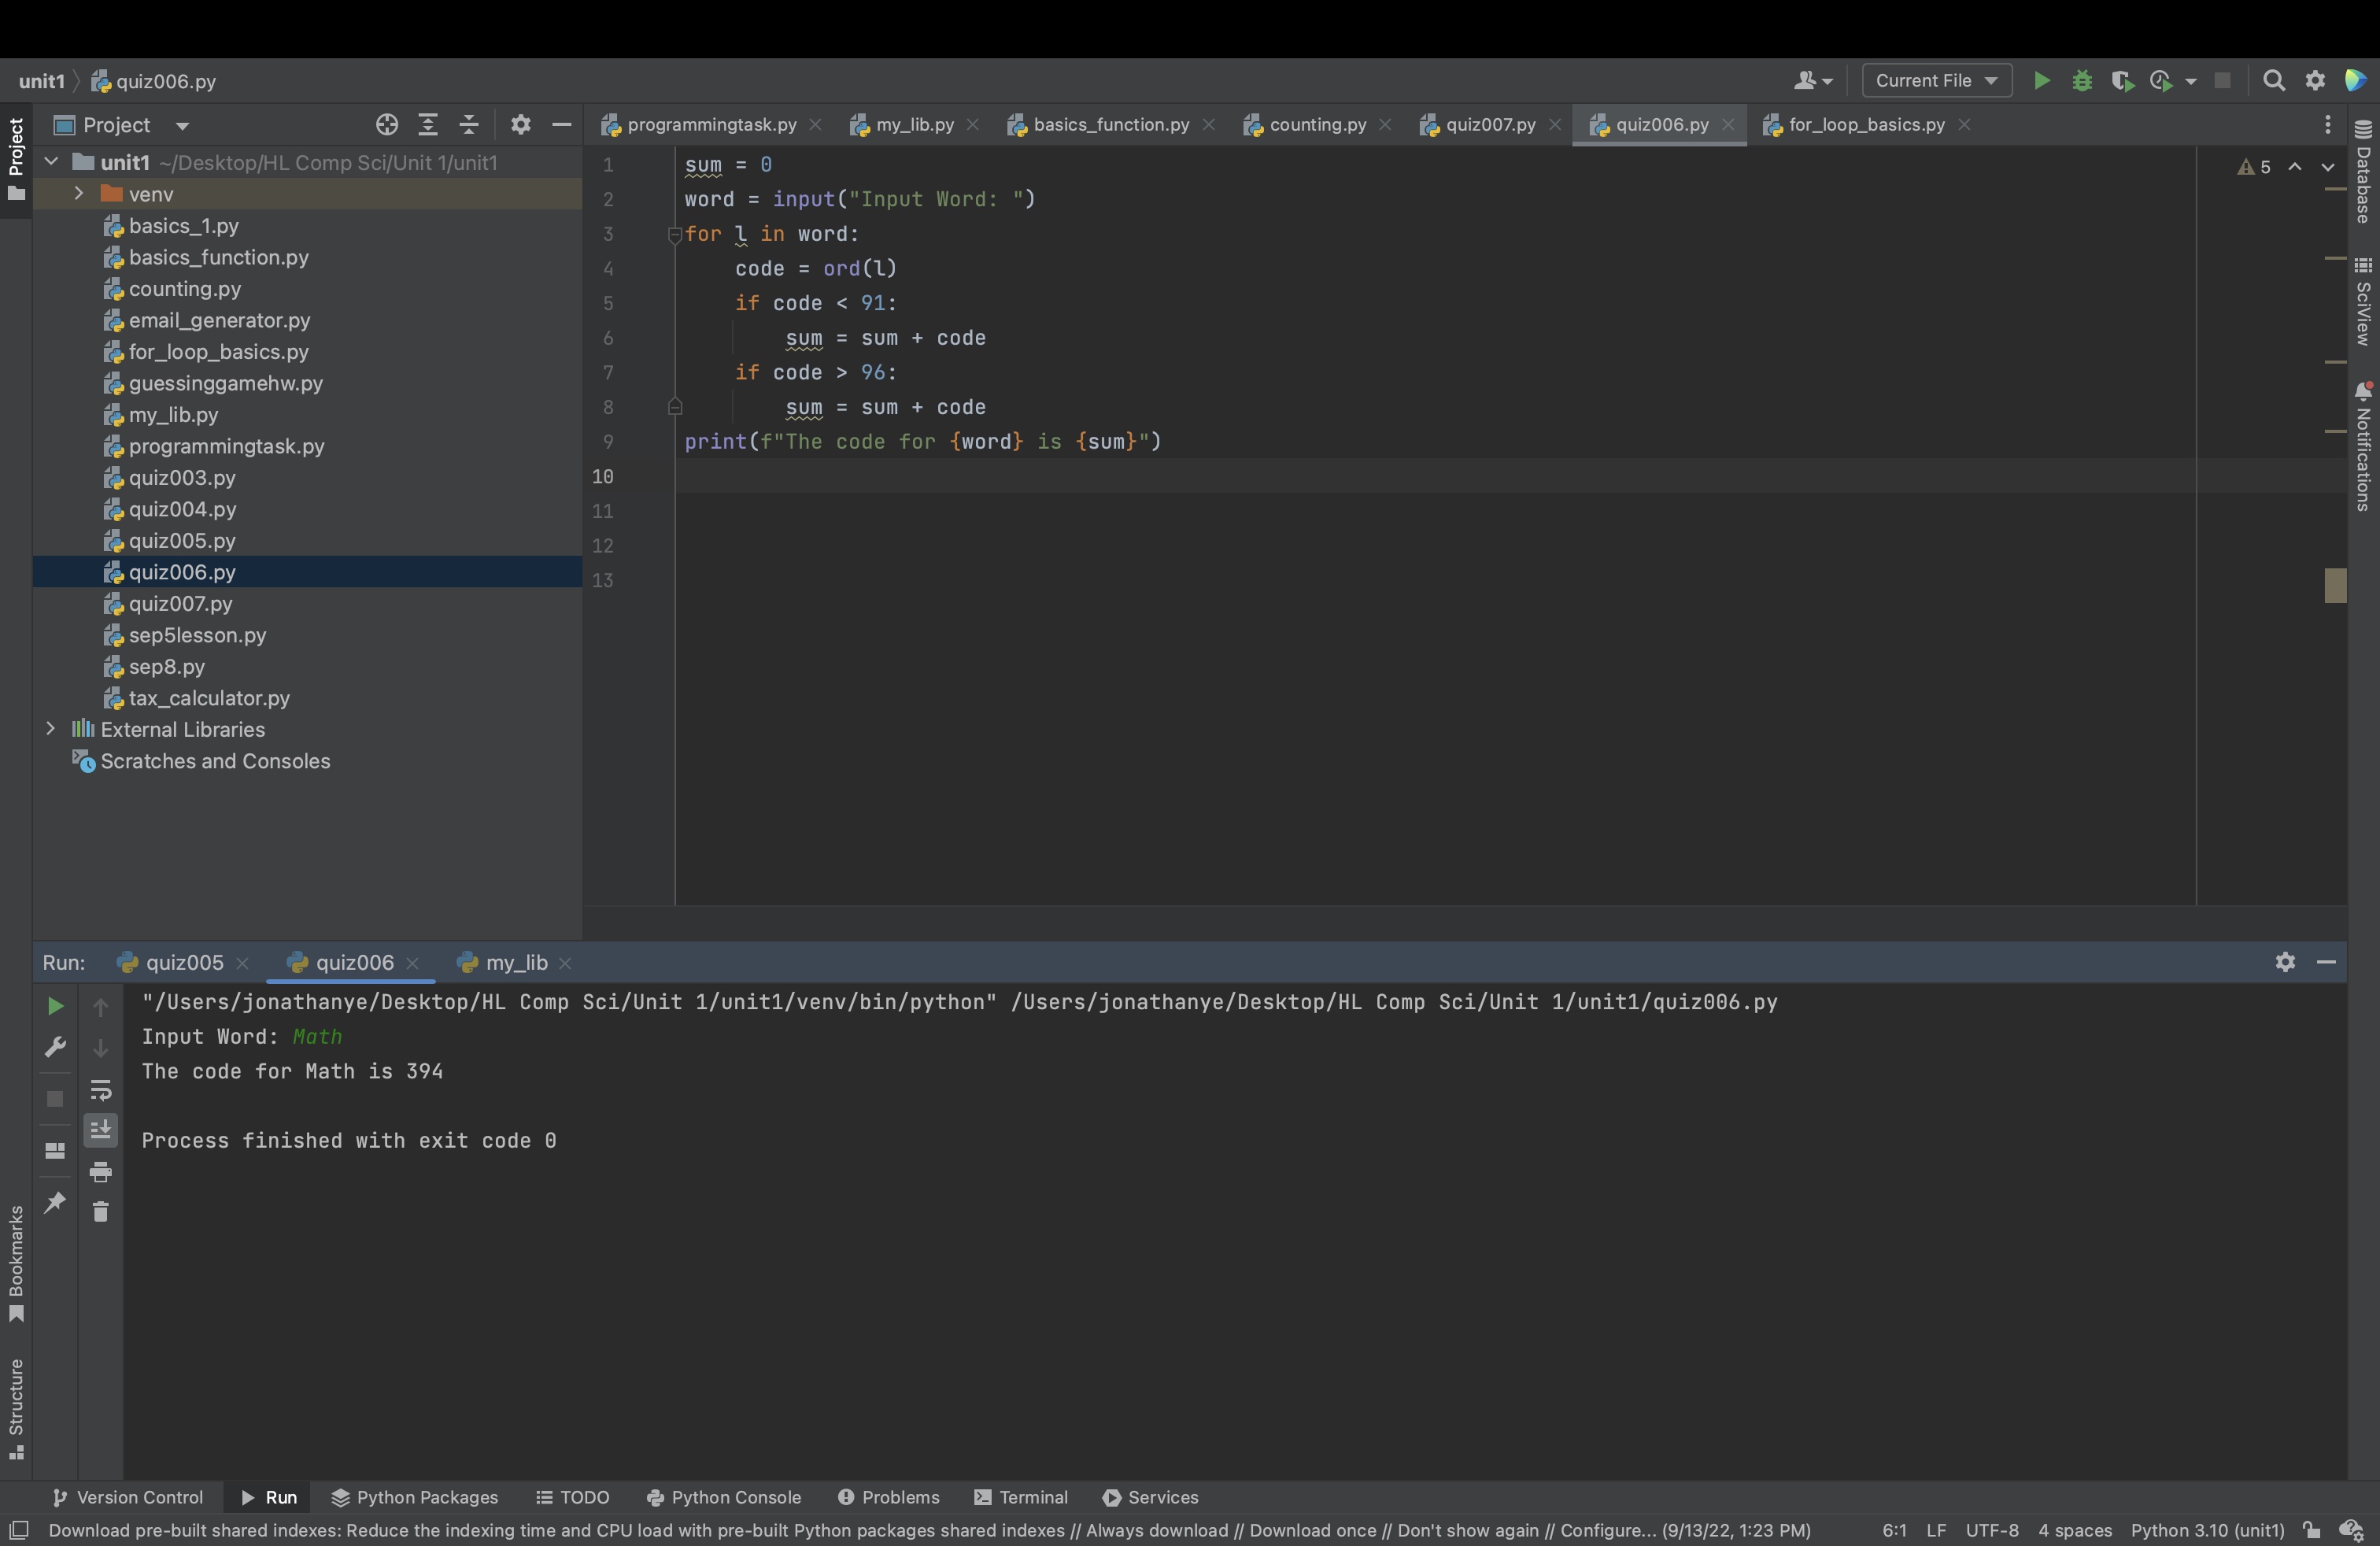 unit1 quiz006.py
Current File
Project
Project
programmingtask.py my_lib.py basics_function.py counting.py quiz007.py quiz006.py for_loop_basics.py
unit1 ~/Desktop/HL Comp Sci/Unit 1/unit1
venv
basics_1.py
basics_function.py
counting.py
email_generator.py
for_loop_basics.py
guessinggamehw.py
my_lib.py
programmingtask.py
quiz003.py
quiz004.py
quiz005.py
quiz006.py
quiz007.py
sep5lesson.py
sep8.py
tax_calculator.py
External Libraries
Scratches and Consoles
1 sum = 0
2 word = input("Input Word: ")
3 for l in word:
4     code = ord(l)
5     if code < 91:
6         sum = sum + code
7     if code > 96:
8         sum = sum + code
9 print(f"The code for {word} is {sum}")
10
11
12
13
5
Database
SciView
Notifications
Run: quiz005 quiz006 my_lib
"/Users/jonathanye/Desktop/HL Comp Sci/Unit 1/unit1/venv/bin/python" /Users/jonathanye/Desktop/HL Comp Sci/Unit 1/unit1/quiz006.py
Input Word: Math
The code for Math is 394
Process finished with exit code 0
Bookmarks
Structure
Version Control Run Python Packages TODO Python Console Problems Terminal Services
Download pre-built shared indexes: Reduce the indexing time and CPU load with pre-built Python packages shared indexes // Always download // Download once // Don't show again // Configure... (9/13/22, 1:23 PM) 6:1 LF UTF-8 4 spaces Python 3.10 (unit1)